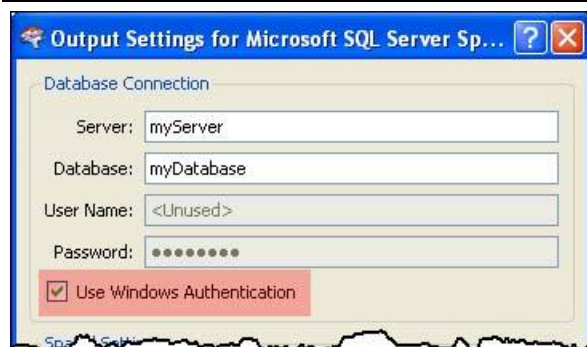 Output Settings for Microsoft SQL Server Sp... ?
Database Connection
Server: myServer
Database: myDatabase
User Name: <Unused>
Password: ●●●●●●●●
Use Windows Authentication